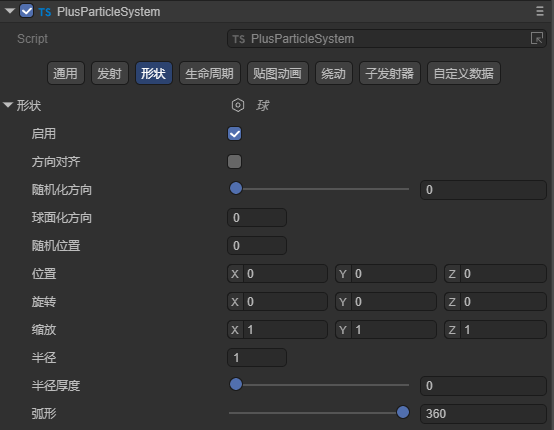 TS PlusParticleSystem
Script TS PlusParticleSystem
通用 发射 形状 生命周期 贴图动画 绕动 子发射器 自定义数据
形状 球
启用
方向对齐
随机化方向 0
球面化方向 0
随机位置 0
位置 X 0 Y 0 Z 0
旋转 X 0 Y 0 Z 0
缩放 X 1 Y 1 Z 1
半径 1
半径厚度 0
弧形 360